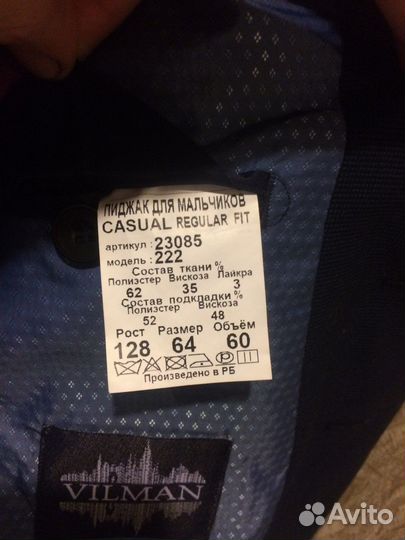 ПИДЖАК ДЛЯ МАЛЬЧИКОВ
CASUAL REGULAR FIT
артикул: 23085
модель: 222
Состав ткани %
Полиэстер Вискоза Лайкра
62 35 3
Состав подкладки %
Полиэстер Вискоза
52 48
Рост Размер Объём
128 64 60
Произведено в РБ
VILMAN
Avito